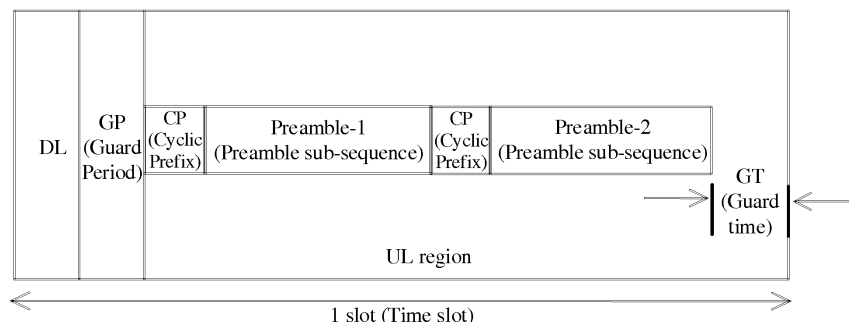 DL
GP
(Guard
Period)
CP
(Cyclic
Prefix)
Preamble-1
(Preamble sub-sequence)
CP
(Cyclic
Prefix)
Preamble-2
(Preamble sub-sequence)
GT
(Guard
time)
UL region
1 slot (Time slot)